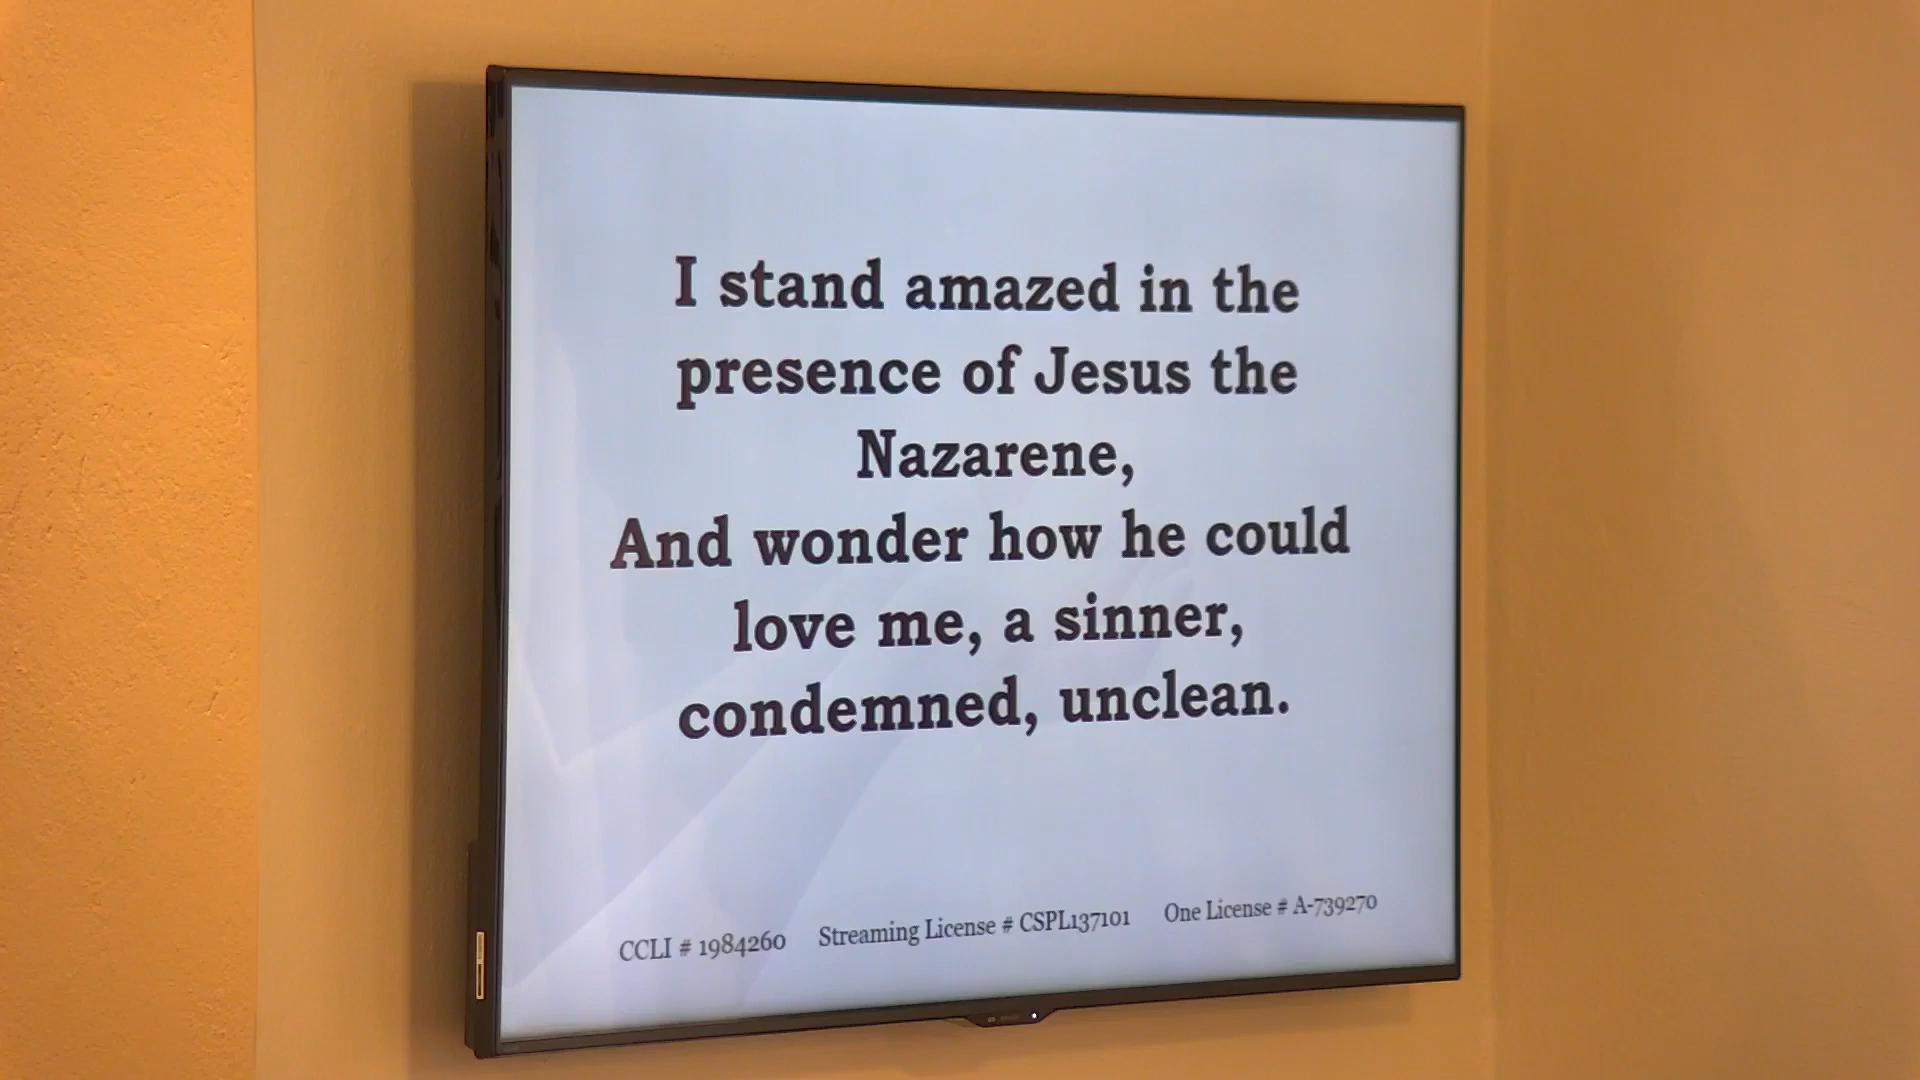 I stand amazed in the
presence of Jesus the
Nazarene,
And wonder how he could
love me, a sinner,
condemned, unclean.
CCLI # 1984260 Streaming License # CSPL137101 One License # A-739270